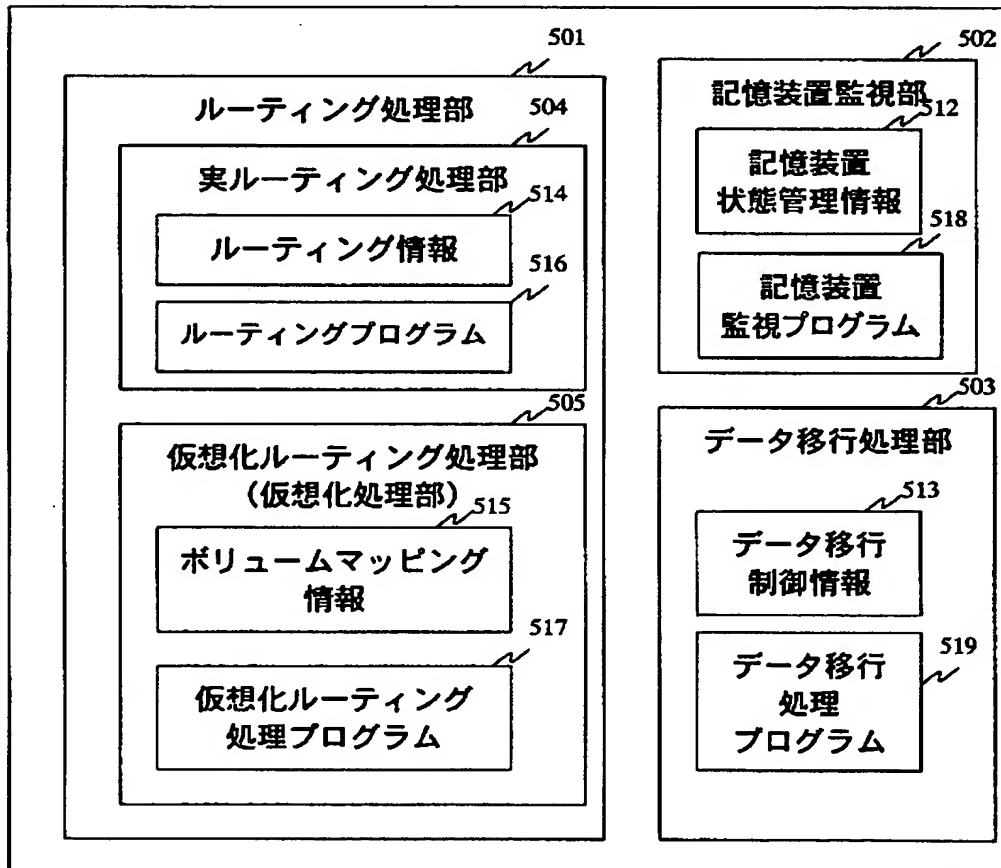 501
ルーティング処理部
504
実ルーティング処理部
514
ルーティング情報
516
ルーティングプログラム
505
仮想化ルーティング処理部
(仮想化処理部)
515
ボリュームマッピング
情報
517
仮想化ルーティング
処理プログラム
502
記憶装置監視部
512
記憶装置
状態管理情報
518
記憶装置
監視プログラム
503
データ移行処理部
513
データ移行
制御情報
519
データ移行
処理
プログラム